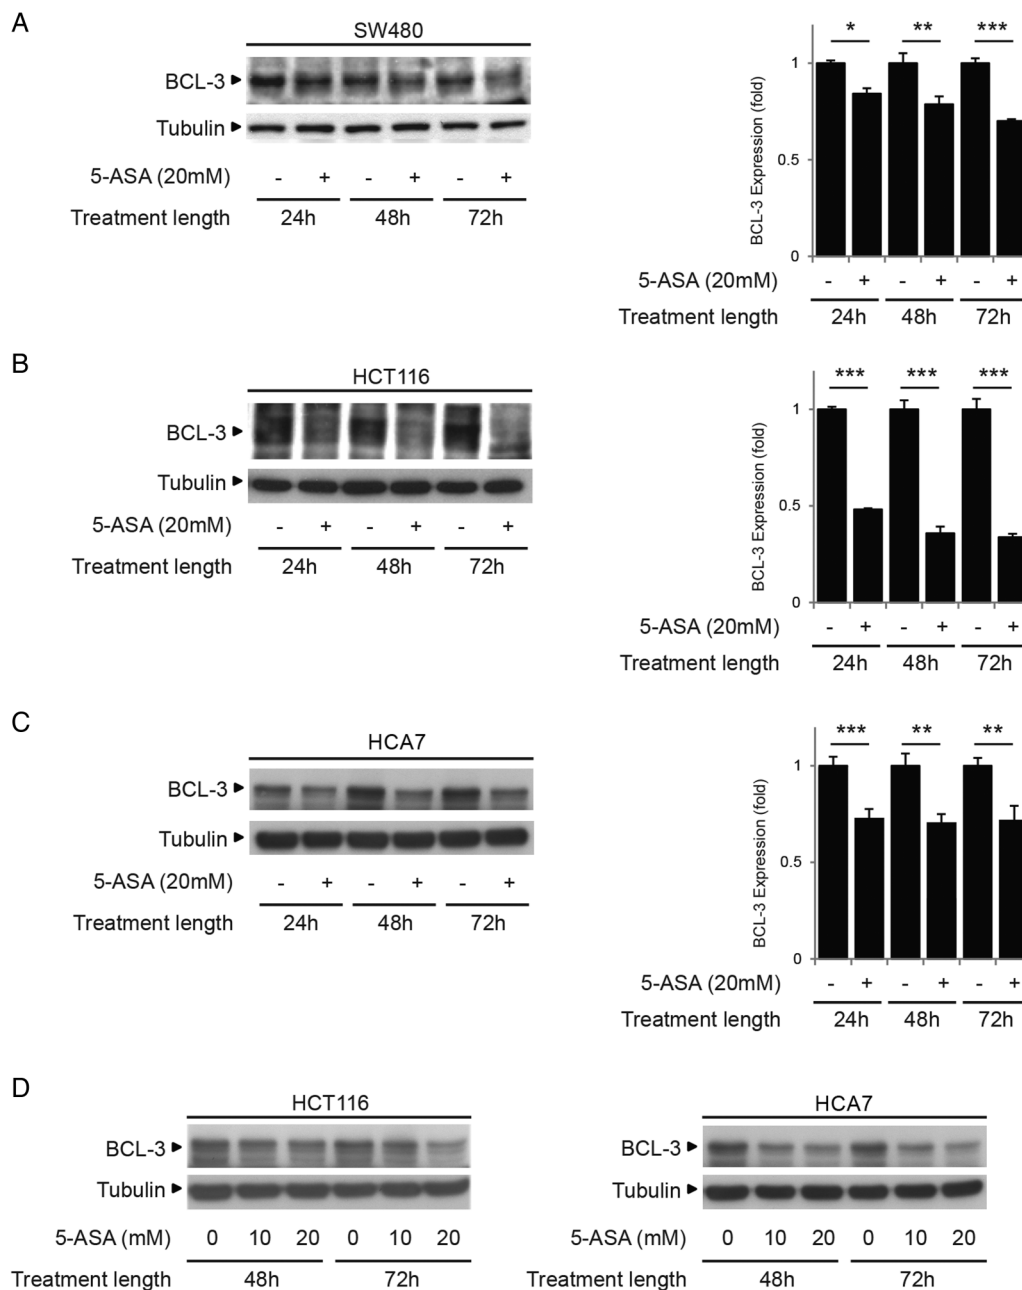 A
SW480
BCL-3
Tubulin
5-ASA (20mM) - + - + - +
Treatment length 24h 48h 72h
* ** ***
1
0.5
0
BCL-3 Expression (fold)
5-ASA (20mM) - + - + - +
Treatment length 24h 48h 72h
B
HCT116
BCL-3
Tubulin
5-ASA (20mM) - + - + - +
Treatment length 24h 48h 72h
*** *** ***
1
0.5
0
BCL-3 Expression (fold)
5-ASA (20mM) - + - + - +
Treatment length 24h 48h 72h
C
HCA7
BCL-3
Tubulin
5-ASA (20mM) - + - + - +
Treatment length 24h 48h 72h
*** ** **
1
0.5
0
BCL-3 Expression (fold)
5-ASA (20mM) - + - + - +
Treatment length 24h 48h 72h
D
HCT116
BCL-3
Tubulin
5-ASA (mM) 0 10 20 0 10 20
Treatment length 48h 72h
HCA7
BCL-3
Tubulin
5-ASA (mM) 0 10 20 0 10 20
Treatment length 48h 72h